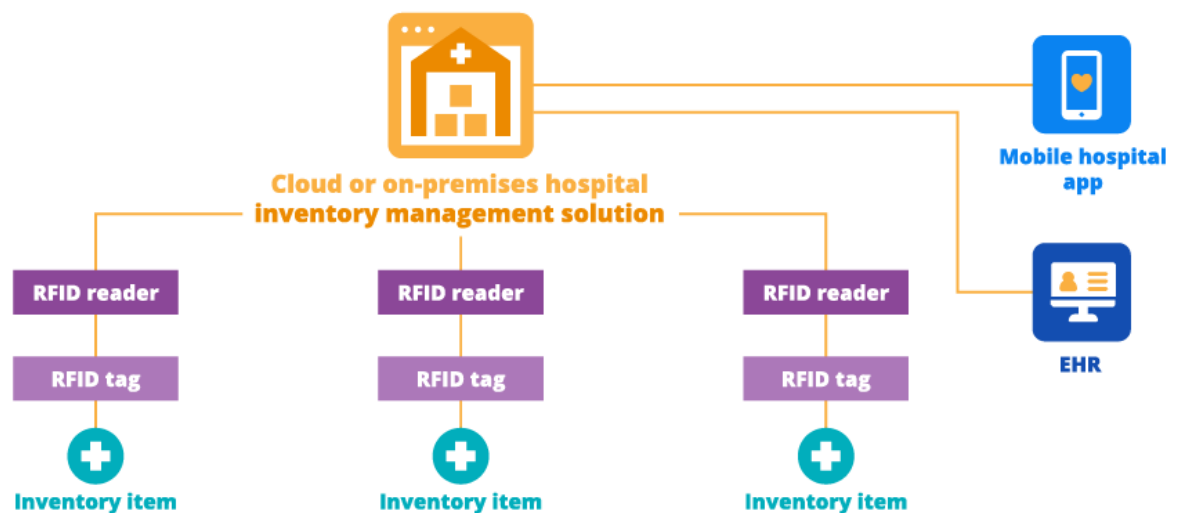 Cloud or on-premises hospital
inventory management solution
Mobile hospital
app
RFID reader
RFID reader
RFID reader
EHR
RFID tag
RFID tag
RFID tag
Inventory item
Inventory item
Inventory item